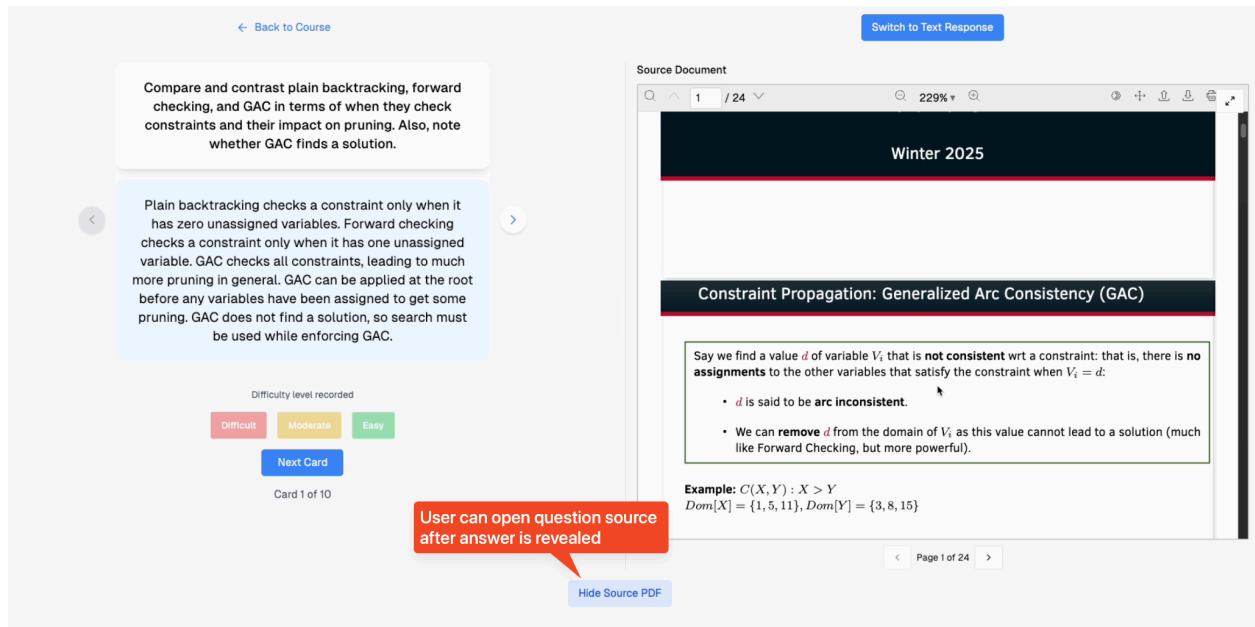 ← Back to Course
Switch to Text Response
Compare and contrast plain backtracking, forward
checking, and GAC in terms of when they check
constraints and their impact on pruning. Also, note
whether GAC finds a solution.
Plain backtracking checks a constraint only when it
has zero unassigned variables. Forward checking
checks a constraint only when it has one unassigned
variable. GAC checks all constraints, leading to much
more pruning in general. GAC can be applied at the root
before any variables have been assigned to get some
pruning. GAC does not find a solution, so search must
be used while enforcing GAC.
Difficulty level recorded
Difficult Moderate Easy
Next Card
Card 1 of 10
User can open question source
after answer is revealed
Hide Source PDF
Source Document
1 / 24 229%
Winter 2025
Constraint Propagation: Generalized Arc Consistency (GAC)
Say we find a value d of variable Vᵢ that is not consistent wrt a constraint: that is, there is no
assignments to the other variables that satisfy the constraint when Vᵢ = d:
• d is said to be arc inconsistent.
• We can remove d from the domain of Vᵢ as this value cannot lead to a solution (much
like Forward Checking, but more powerful).
Example: C(X, Y) : X > Y
Dom[X] = {1, 5, 11}, Dom[Y] = {3, 8, 15}
Page 1 of 24